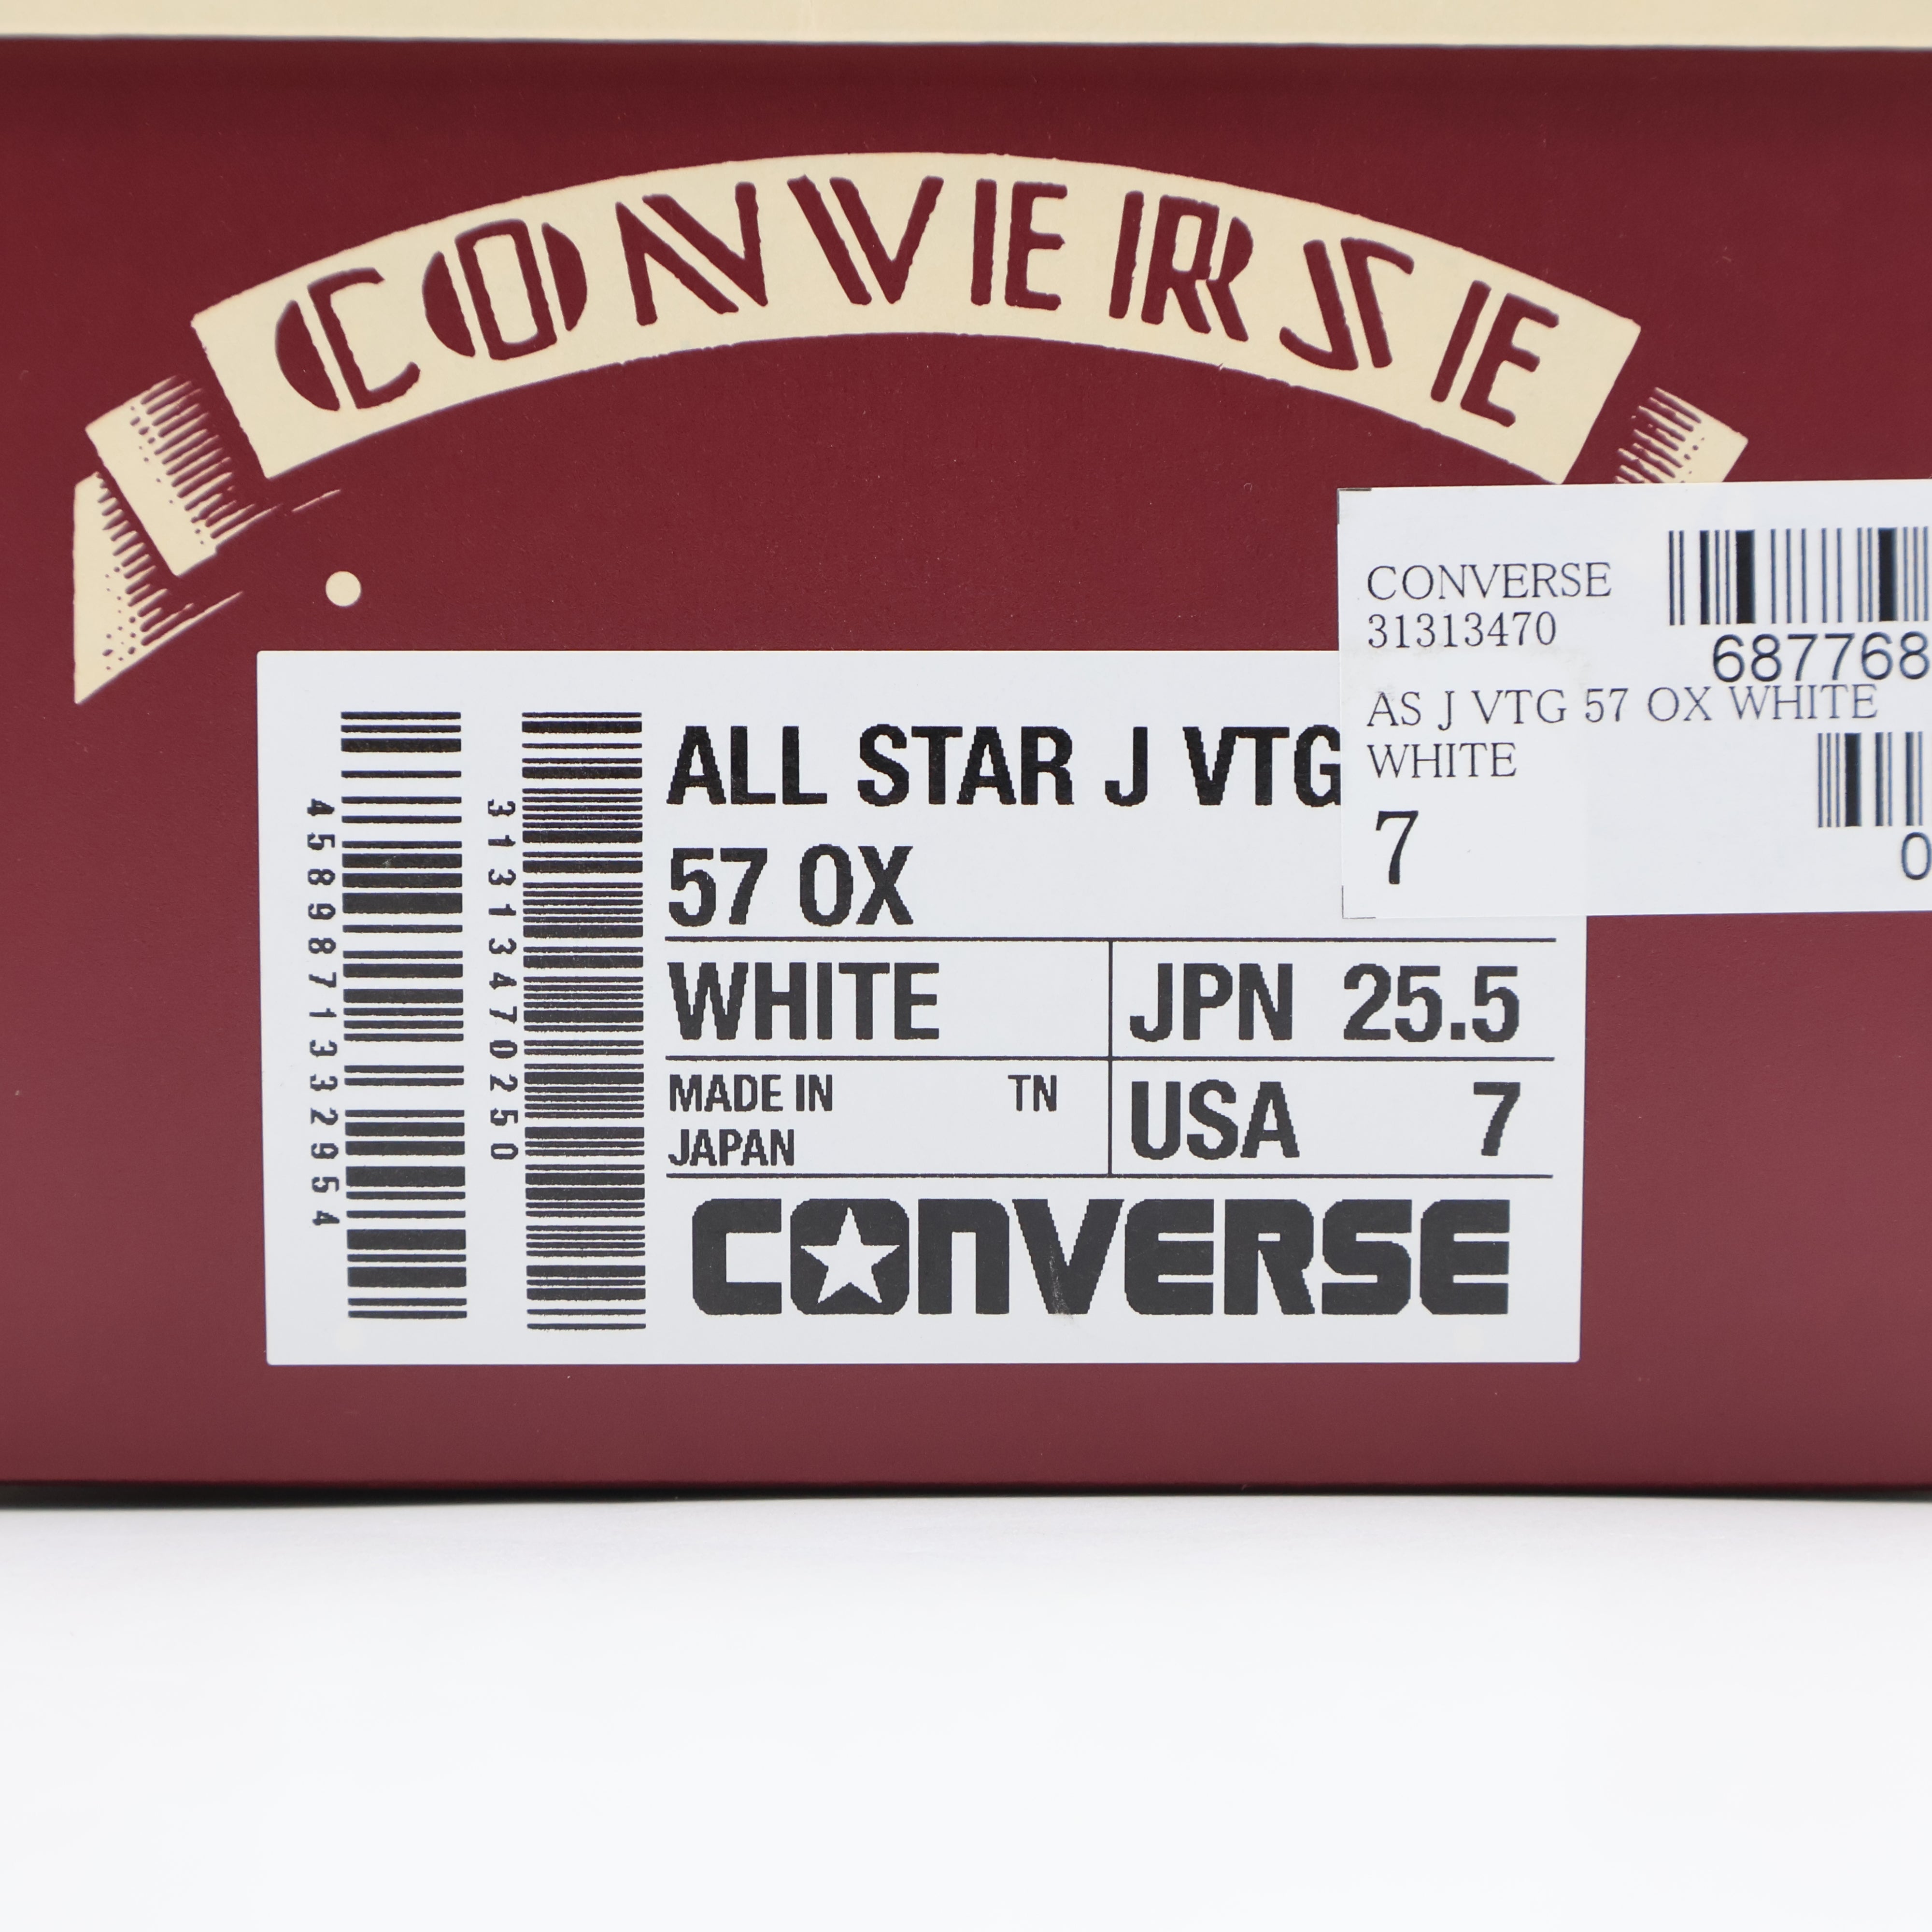 CONVERSE
CONVERSE
31313470
687768
AS J VTG 57 OX WHITE
WHITE
7
0
ALL STAR J VTG
57 OX
WHITE
JPN 25.5
MADE IN
JAPAN
TN
USA 7
CONVERSE
4589871332954
31313470250